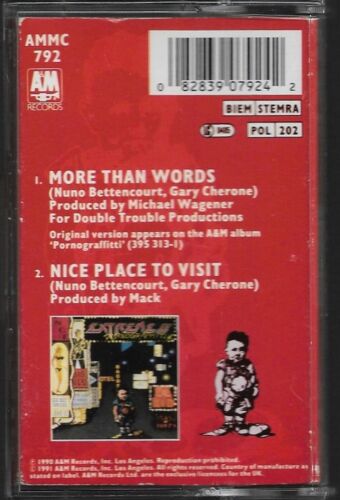 AMMC
792
A&M
RECORDS
0 82839 07924 2
BIEM STEMRA
POL 202
1. MORE THAN WORDS
(Nuno Bettencourt, Gary Cherone)
Produced by Michael Wagener
For Double Trouble Productions
Original version appears on the A&M album
'Pornograffitti' (395 313-1)
2. NICE PLACE TO VISIT
(Nuno Bettencourt, Gary Cherone)
Produced by Mack
EXTREME II
HOTEL
℗ 1990 A&M Records, Inc. Los Angeles. Reproduction prohibited.
© 1991 A&M Records, Inc. Los Angeles. All rights reserved. Country of manufacture as
stated on label. A&M Records Ltd. are the exclusive licencees for the UK.